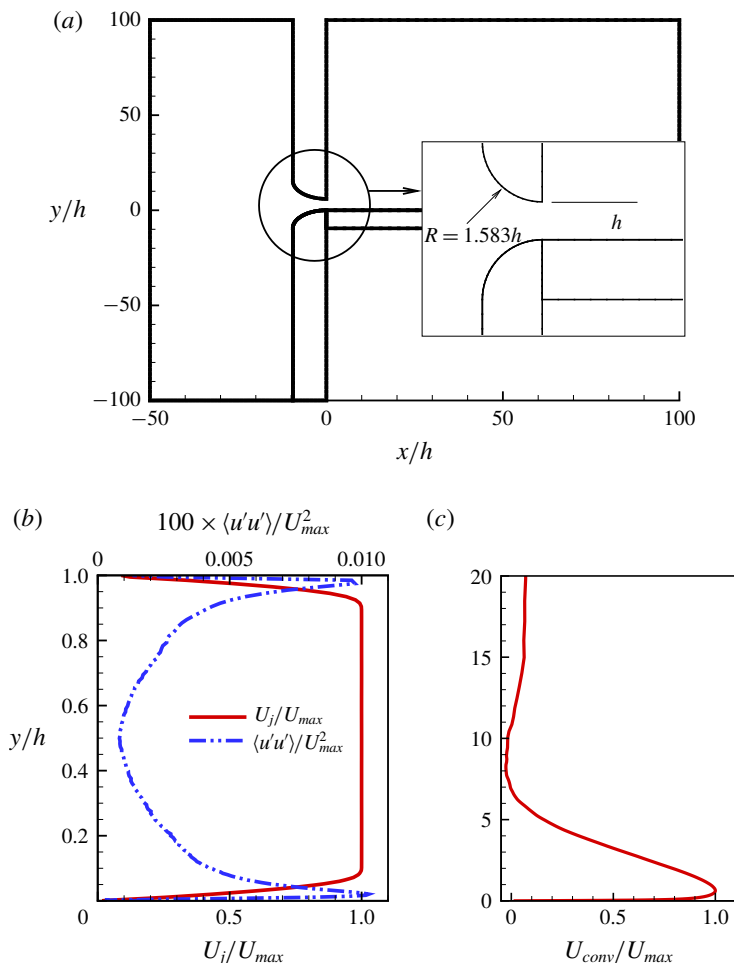 (a)
100
50
y/h
0
−50
−100
R = 1.583h
h
−50
0
50
100
x/h
(b)
100 × ⟨u′u′⟩/U²max
0
0.005
0.010
1.0
0.8
0.6
y/h
0.4
0.2
Uj/Umax
⟨u′u′⟩/U²max
0
0.5
1.0
Uj/Umax
(c)
20
15
10
5
0
0
0.5
1.0
Uconv/Umax